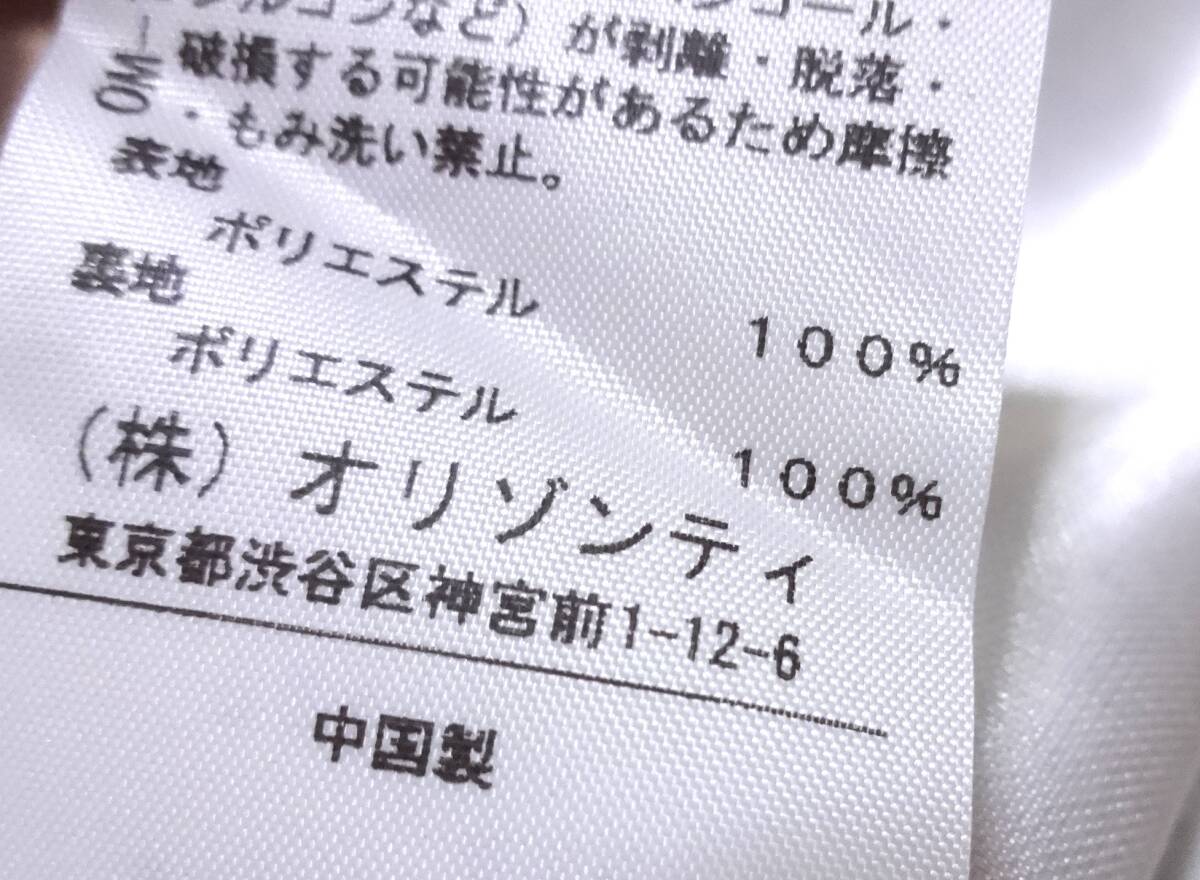 など）が剥離・脱落・
破損する可能性があるため摩擦
・もみ洗い禁止。
表地
ポリエステル 100%
裏地
ポリエステル 100%
（株）オリゾンティ
東京都渋谷区神宮前1-12-6
中国製